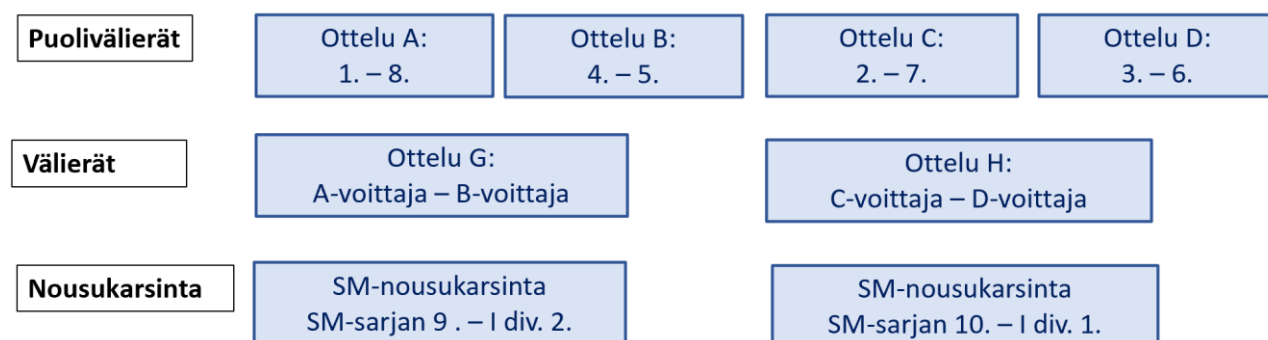 Puolivälierät
Ottelu A:
1. – 8.
Ottelu B:
4. – 5.
Ottelu C:
2. – 7.
Ottelu D:
3. – 6.
Välierät
Ottelu G:
A-voittaja – B-voittaja
Ottelu H:
C-voittaja – D-voittaja
Nousukarsinta
SM-nousukarsinta
SM-sarjan 9 . – I div. 2.
SM-nousukarsinta
SM-sarjan 10. – I div. 1.